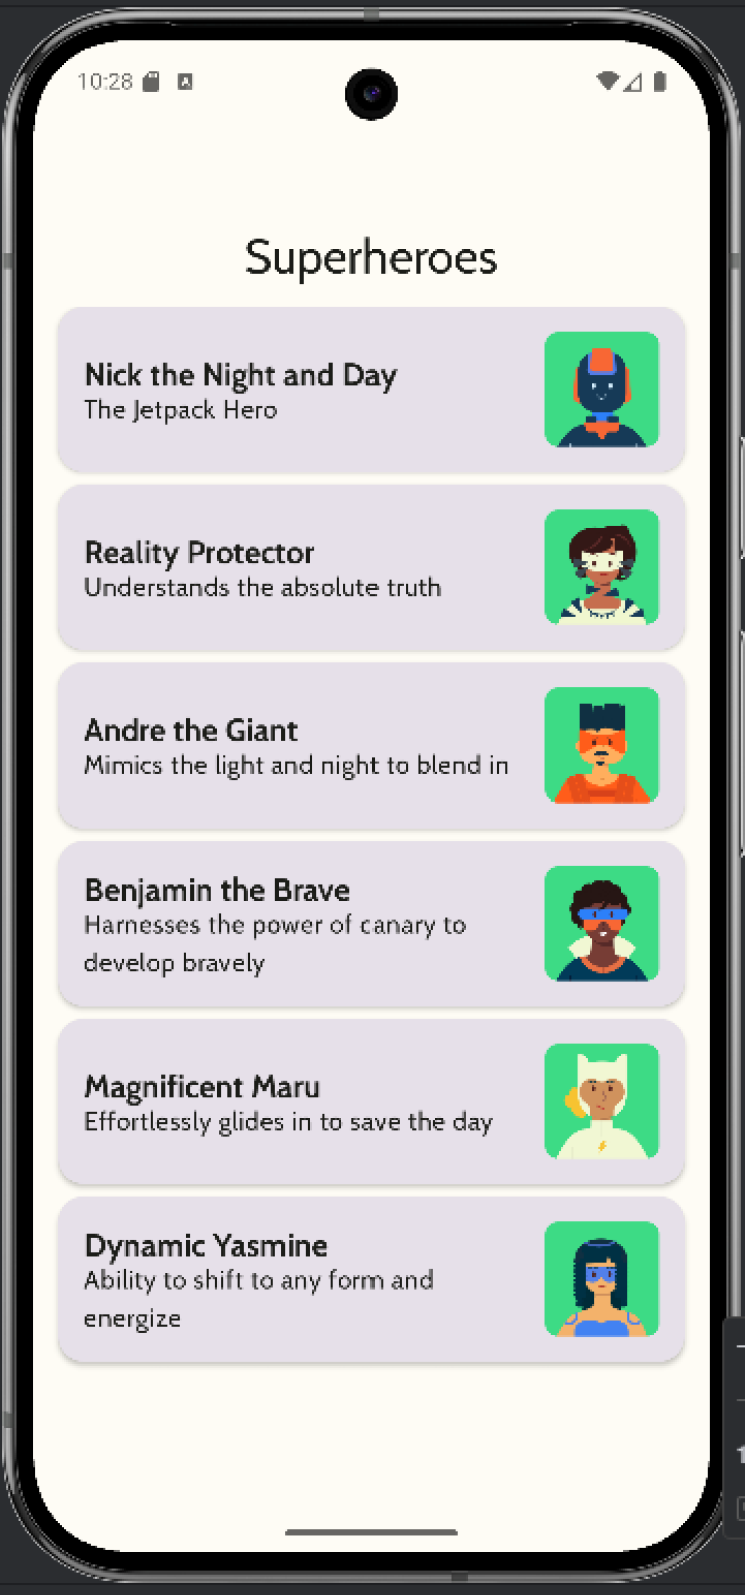 10:28
Superheroes
Nick the Night and Day
The Jetpack Hero
Reality Protector
Understands the absolute truth
Andre the Giant
Mimics the light and night to blend in
Benjamin the Brave
Harnesses the power of canary to
develop bravely
Magnificent Maru
Effortlessly glides in to save the day
Dynamic Yasmine
Ability to shift to any form and
energize